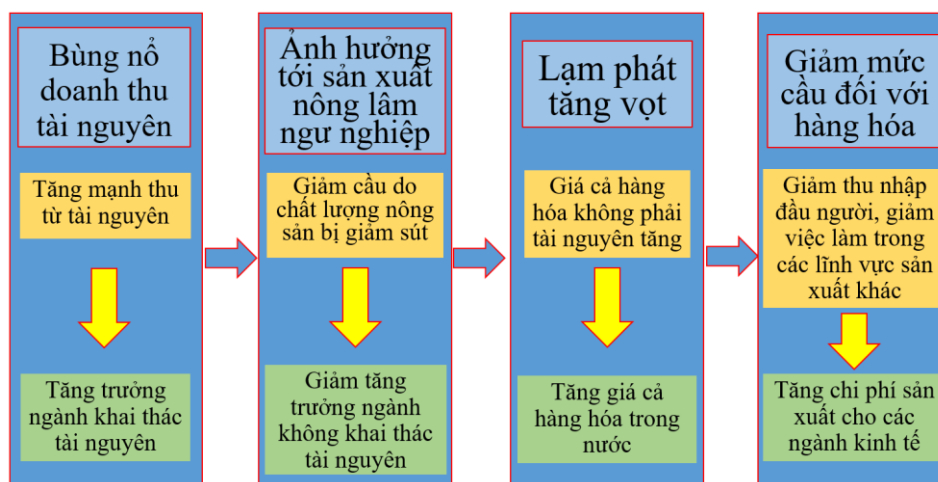 Bùng nổ
doanh thu
tài nguyên
Tăng mạnh thu
từ tài nguyên
Tăng trưởng
ngành khai thác
tài nguyên
Ảnh hưởng
tới sản xuất
nông lâm
ngư nghiệp
Giảm cầu do
chất lượng nông
sản bị giảm sút
Giảm tăng
trưởng ngành
không khai thác
tài nguyên
Lạm phát
tăng vọt
Giá cả hàng
hóa không phải
tài nguyên tăng
Tăng giá cả
hàng hóa trong
nước
Giảm mức
cầu đối với
hàng hóa
Giảm thu nhập
đầu người, giảm
việc làm trong
các lĩnh vực sản
xuất khác
Tăng chi phí sản
xuất cho các
ngành kinh tế